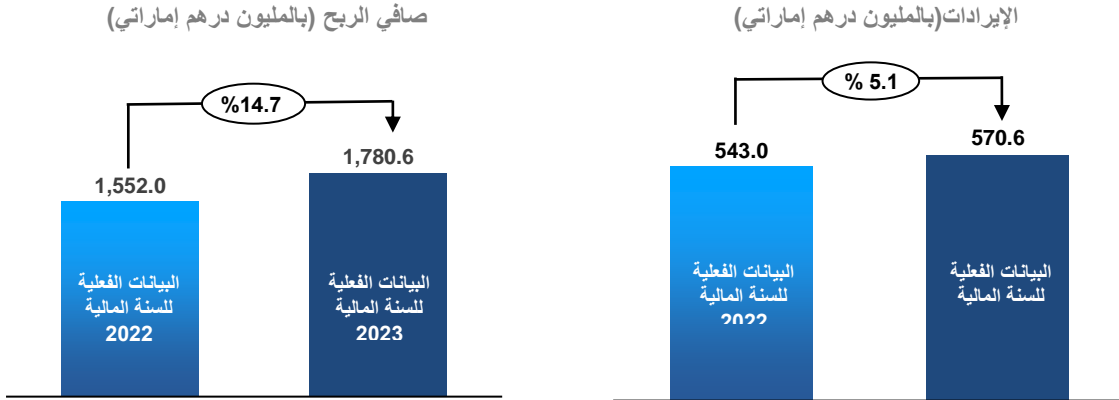 الإيرادات(بالمليون درهم إماراتي)
% 5.1
543.0
570.6
البيانات الفعلية
للسنة المالية
2022
البيانات الفعلية
للسنة المالية
صافي الربح (بالمليون درهم إماراتي)
%14.7
1,552.0
1,780.6
البيانات الفعلية
للسنة المالية
2022
البيانات الفعلية
للسنة المالية
2023